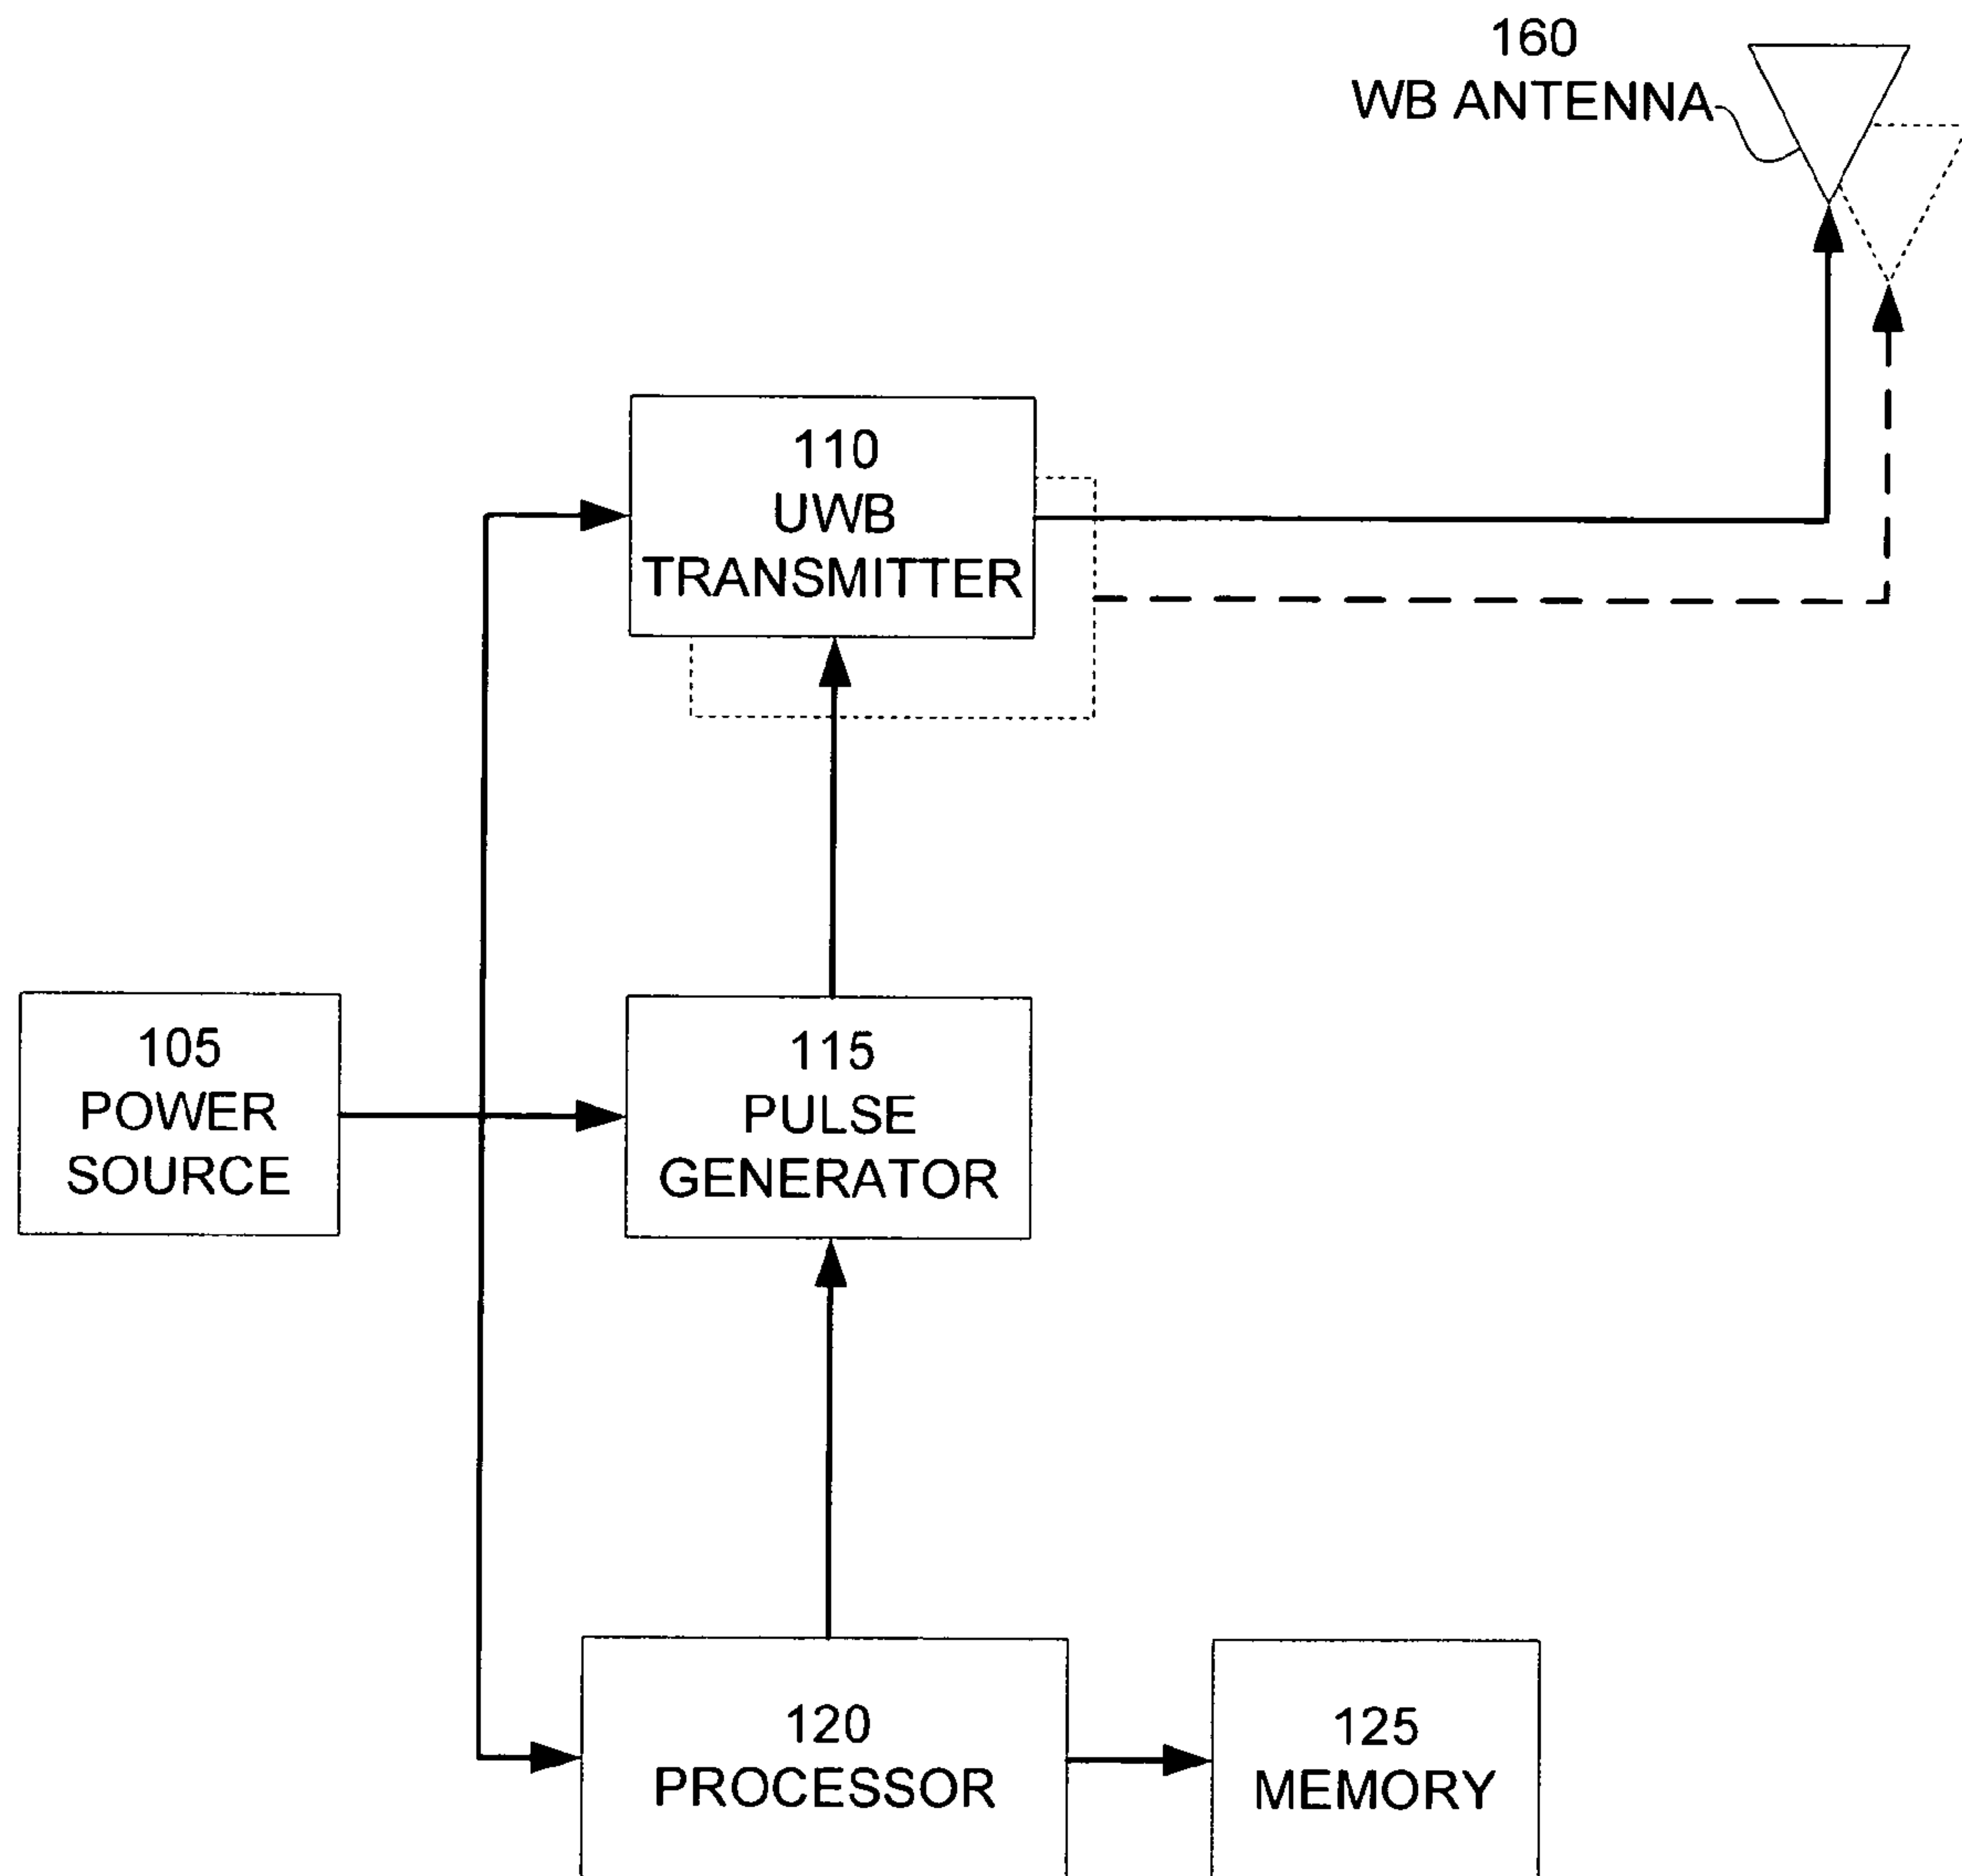 160
WB ANTENNA
110
UWB
TRANSMITTER
105
POWER
SOURCE
115
PULSE
GENERATOR
120
PROCESSOR
125
MEMORY